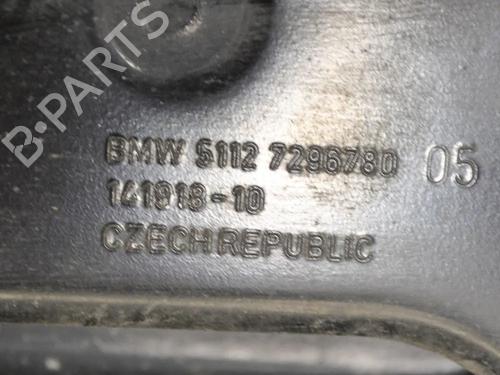 B-PARTS
BMW 5112 7296780 05
141918-10
CZECH REPUBLIC